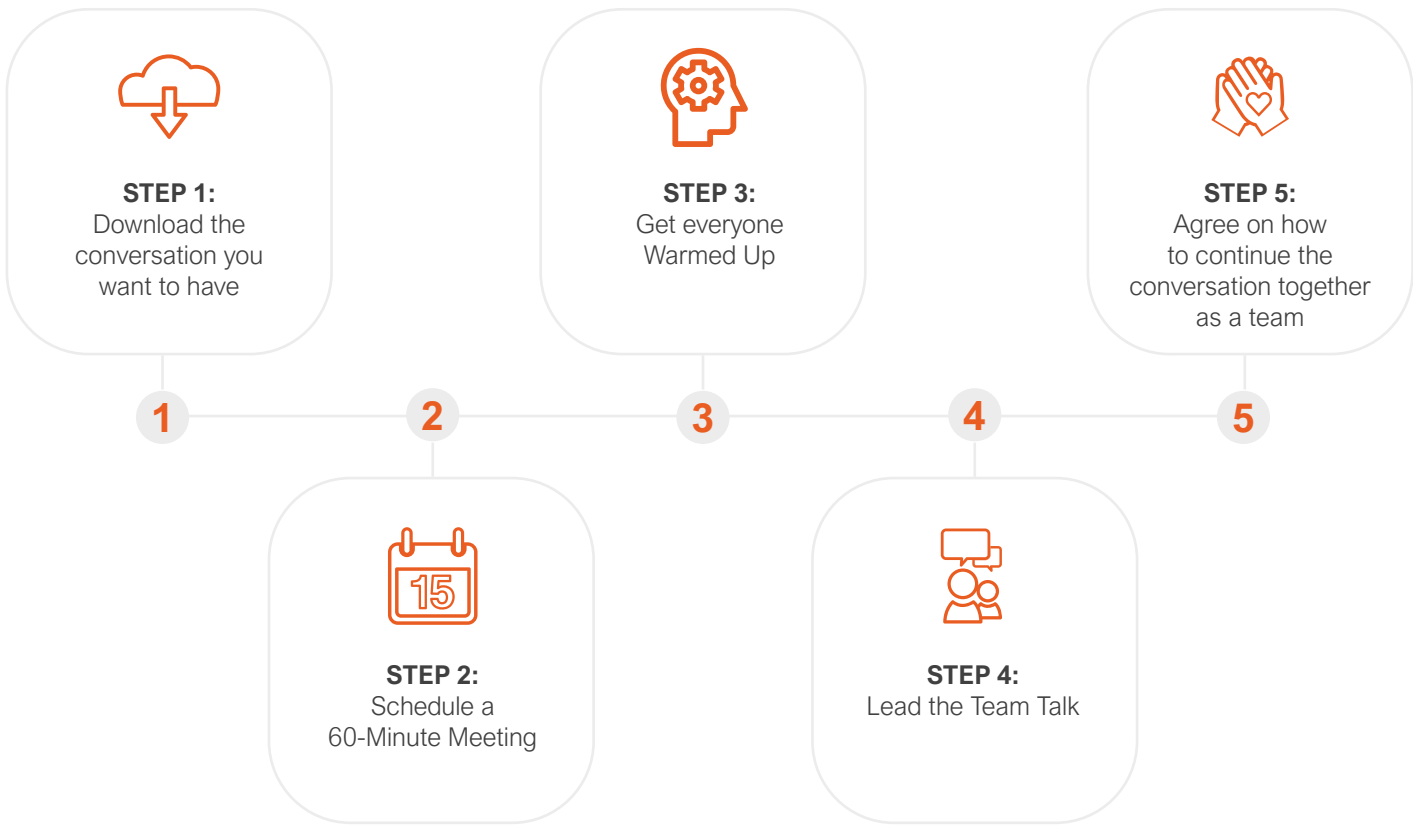 STEP 1:
Download the
conversation you
want to have
STEP 3:
Get everyone
Warmed Up
STEP 5:
Agree on how
to continue the
conversation together
as a team
1
2
3
4
5
15
STEP 2:
Schedule a
60-Minute Meeting
STEP 4:
Lead the Team Talk